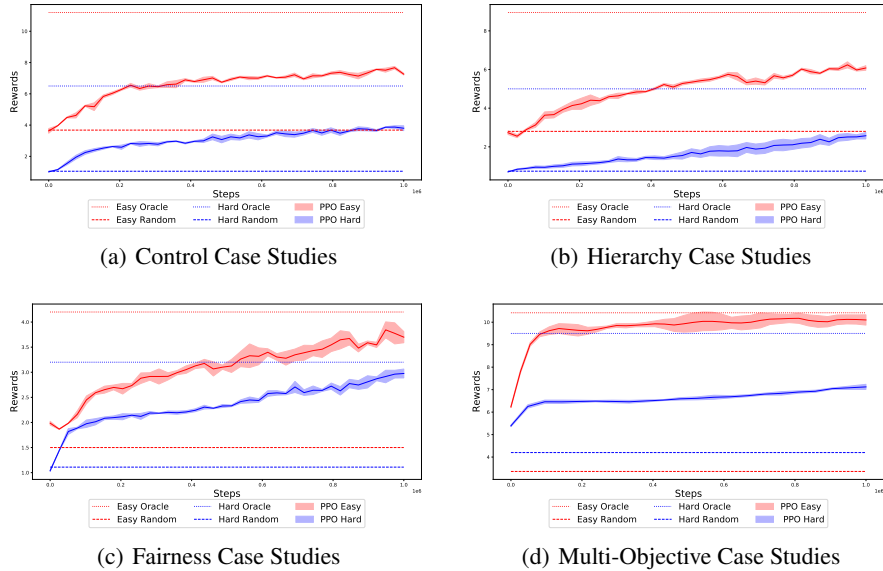 Rewards
10
8
6
4
2
0.0 0.2 0.4 0.6 0.8 1.0
1e6
Steps
Easy Oracle Hard Oracle PPO Easy
Easy Random Hard Random PPO Hard
(a) Control Case Studies
Rewards
8
6
4
2
0.0 0.2 0.4 0.6 0.8 1.0
1e6
Steps
Easy Oracle Hard Oracle PPO Easy
Easy Random Hard Random PPO Hard
(b) Hierarchy Case Studies
Rewards
4.0
3.5
3.0
2.5
2.0
1.5
1.0
0.0 0.2 0.4 0.6 0.8 1.0
1e6
Steps
Easy Oracle Hard Oracle PPO Easy
Easy Random Hard Random PPO Hard
(c) Fairness Case Studies
Rewards
10
9
8
7
6
5
4
0.0 0.2 0.4 0.6 0.8 1.0
1e6
Steps
Easy Oracle Hard Oracle PPO Easy
Easy Random Hard Random PPO Hard
(d) Multi-Objective Case Studies